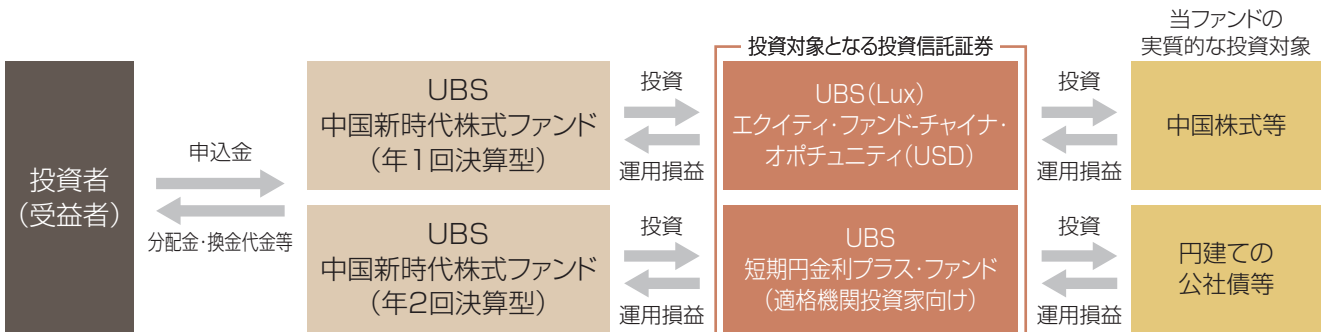 投資者
(受益者)
申込金
分配金・換金代金等
UBS
中国新時代株式ファンド
(年1回決算型)
UBS
中国新時代株式ファンド
(年2回決算型)
投資
運用損益
投資
運用損益
投資対象となる投資信託証券
UBS(Lux)
エクイティ・ファンド-チャイナ・
オポチュニティ(USD)
UBS
短期円金利プラス・ファンド
(適格機関投資家向け)
投資
運用損益
投資
運用損益
当ファンドの
実質的な投資対象
中国株式等
円建ての
公社債等